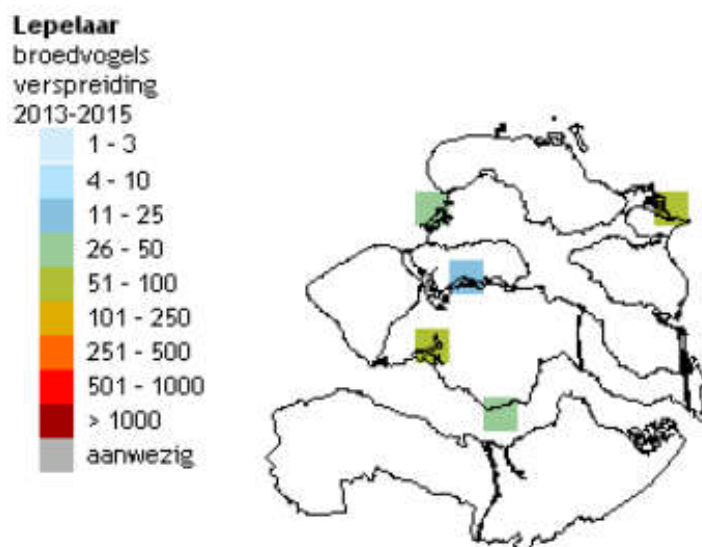 Lepelaar
broedvogels
verspreiding
2013-2015
1 - 3
4 - 10
11 - 25
26 - 50
51 - 100
101 - 250
251 - 500
501 - 1000
> 1000
aanwezig